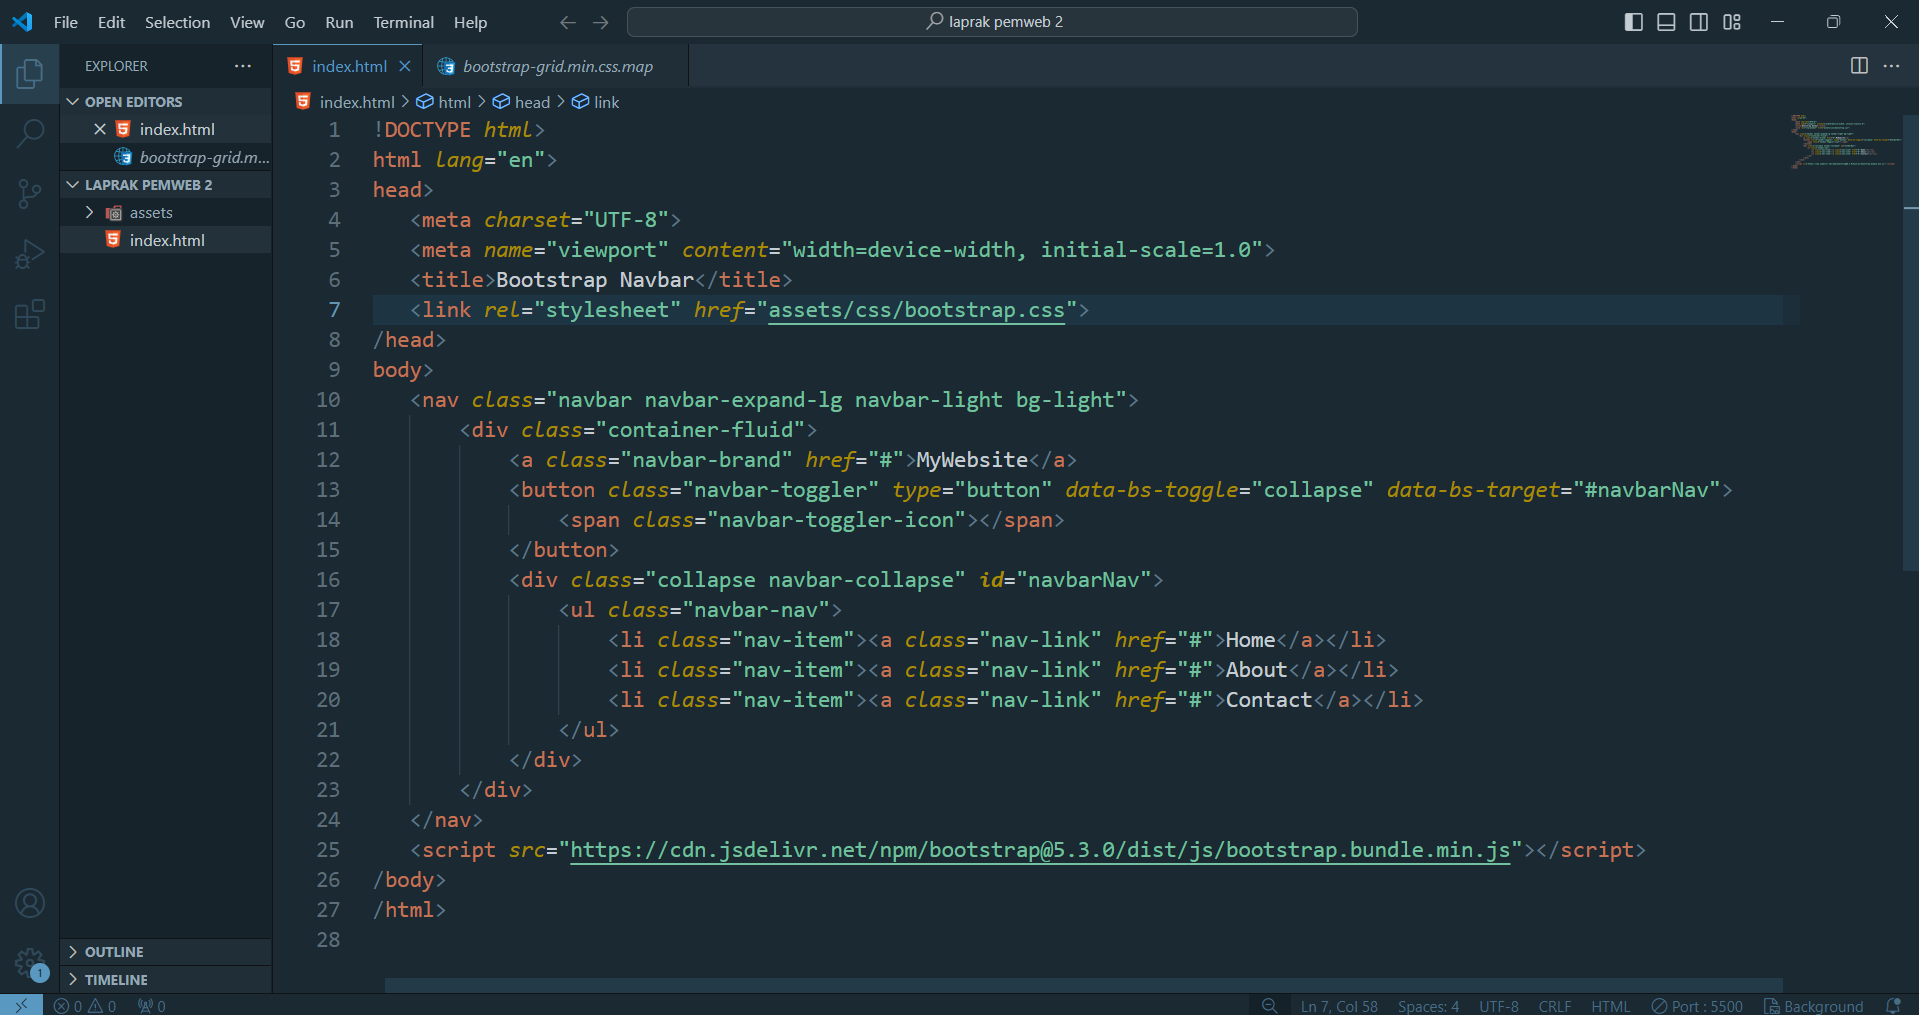 File Edit Selection View Go Run Terminal Help
laprak pemweb 2
EXPLORER
OPEN EDITORS
index.html
bootstrap-grid.m...
LAPRAK PEMWEB 2
assets
index.html
OUTLINE
TIMELINE
1
index.html
bootstrap-grid.min.css.map
index.html > html > head > link
1 !DOCTYPE html>
2 html lang="en">
3 head>
4 <meta charset="UTF-8">
5 <meta name="viewport" content="width=device-width, initial-scale=1.0">
6 <title>Bootstrap Navbar</title>
7 <link rel="stylesheet" href="assets/css/bootstrap.css">
8 /head>
9 body>
10 <nav class="navbar navbar-expand-lg navbar-light bg-light">
11 <div class="container-fluid">
12 <a class="navbar-brand" href="#">MyWebsite</a>
13 <button class="navbar-toggler" type="button" data-bs-toggle="collapse" data-bs-target="#navbarNav">
14 <span class="navbar-toggler-icon"></span>
15 </button>
16 <div class="collapse navbar-collapse" id="navbarNav">
17 <ul class="navbar-nav">
18 <li class="nav-item"><a class="nav-link" href="#">Home</a></li>
19 <li class="nav-item"><a class="nav-link" href="#">About</a></li>
20 <li class="nav-item"><a class="nav-link" href="#">Contact</a></li>
21 </ul>
22 </div>
23 </div>
24 </nav>
25 <script src="https://cdn.jsdelivr.net/npm/bootstrap@5.3.0/dist/js/bootstrap.bundle.min.js"></script>
26 /body>
27 /html>
28
0 0 0
Ln 7, Col 58 Spaces: 4 UTF-8 CRLF HTML Port : 5500 Background